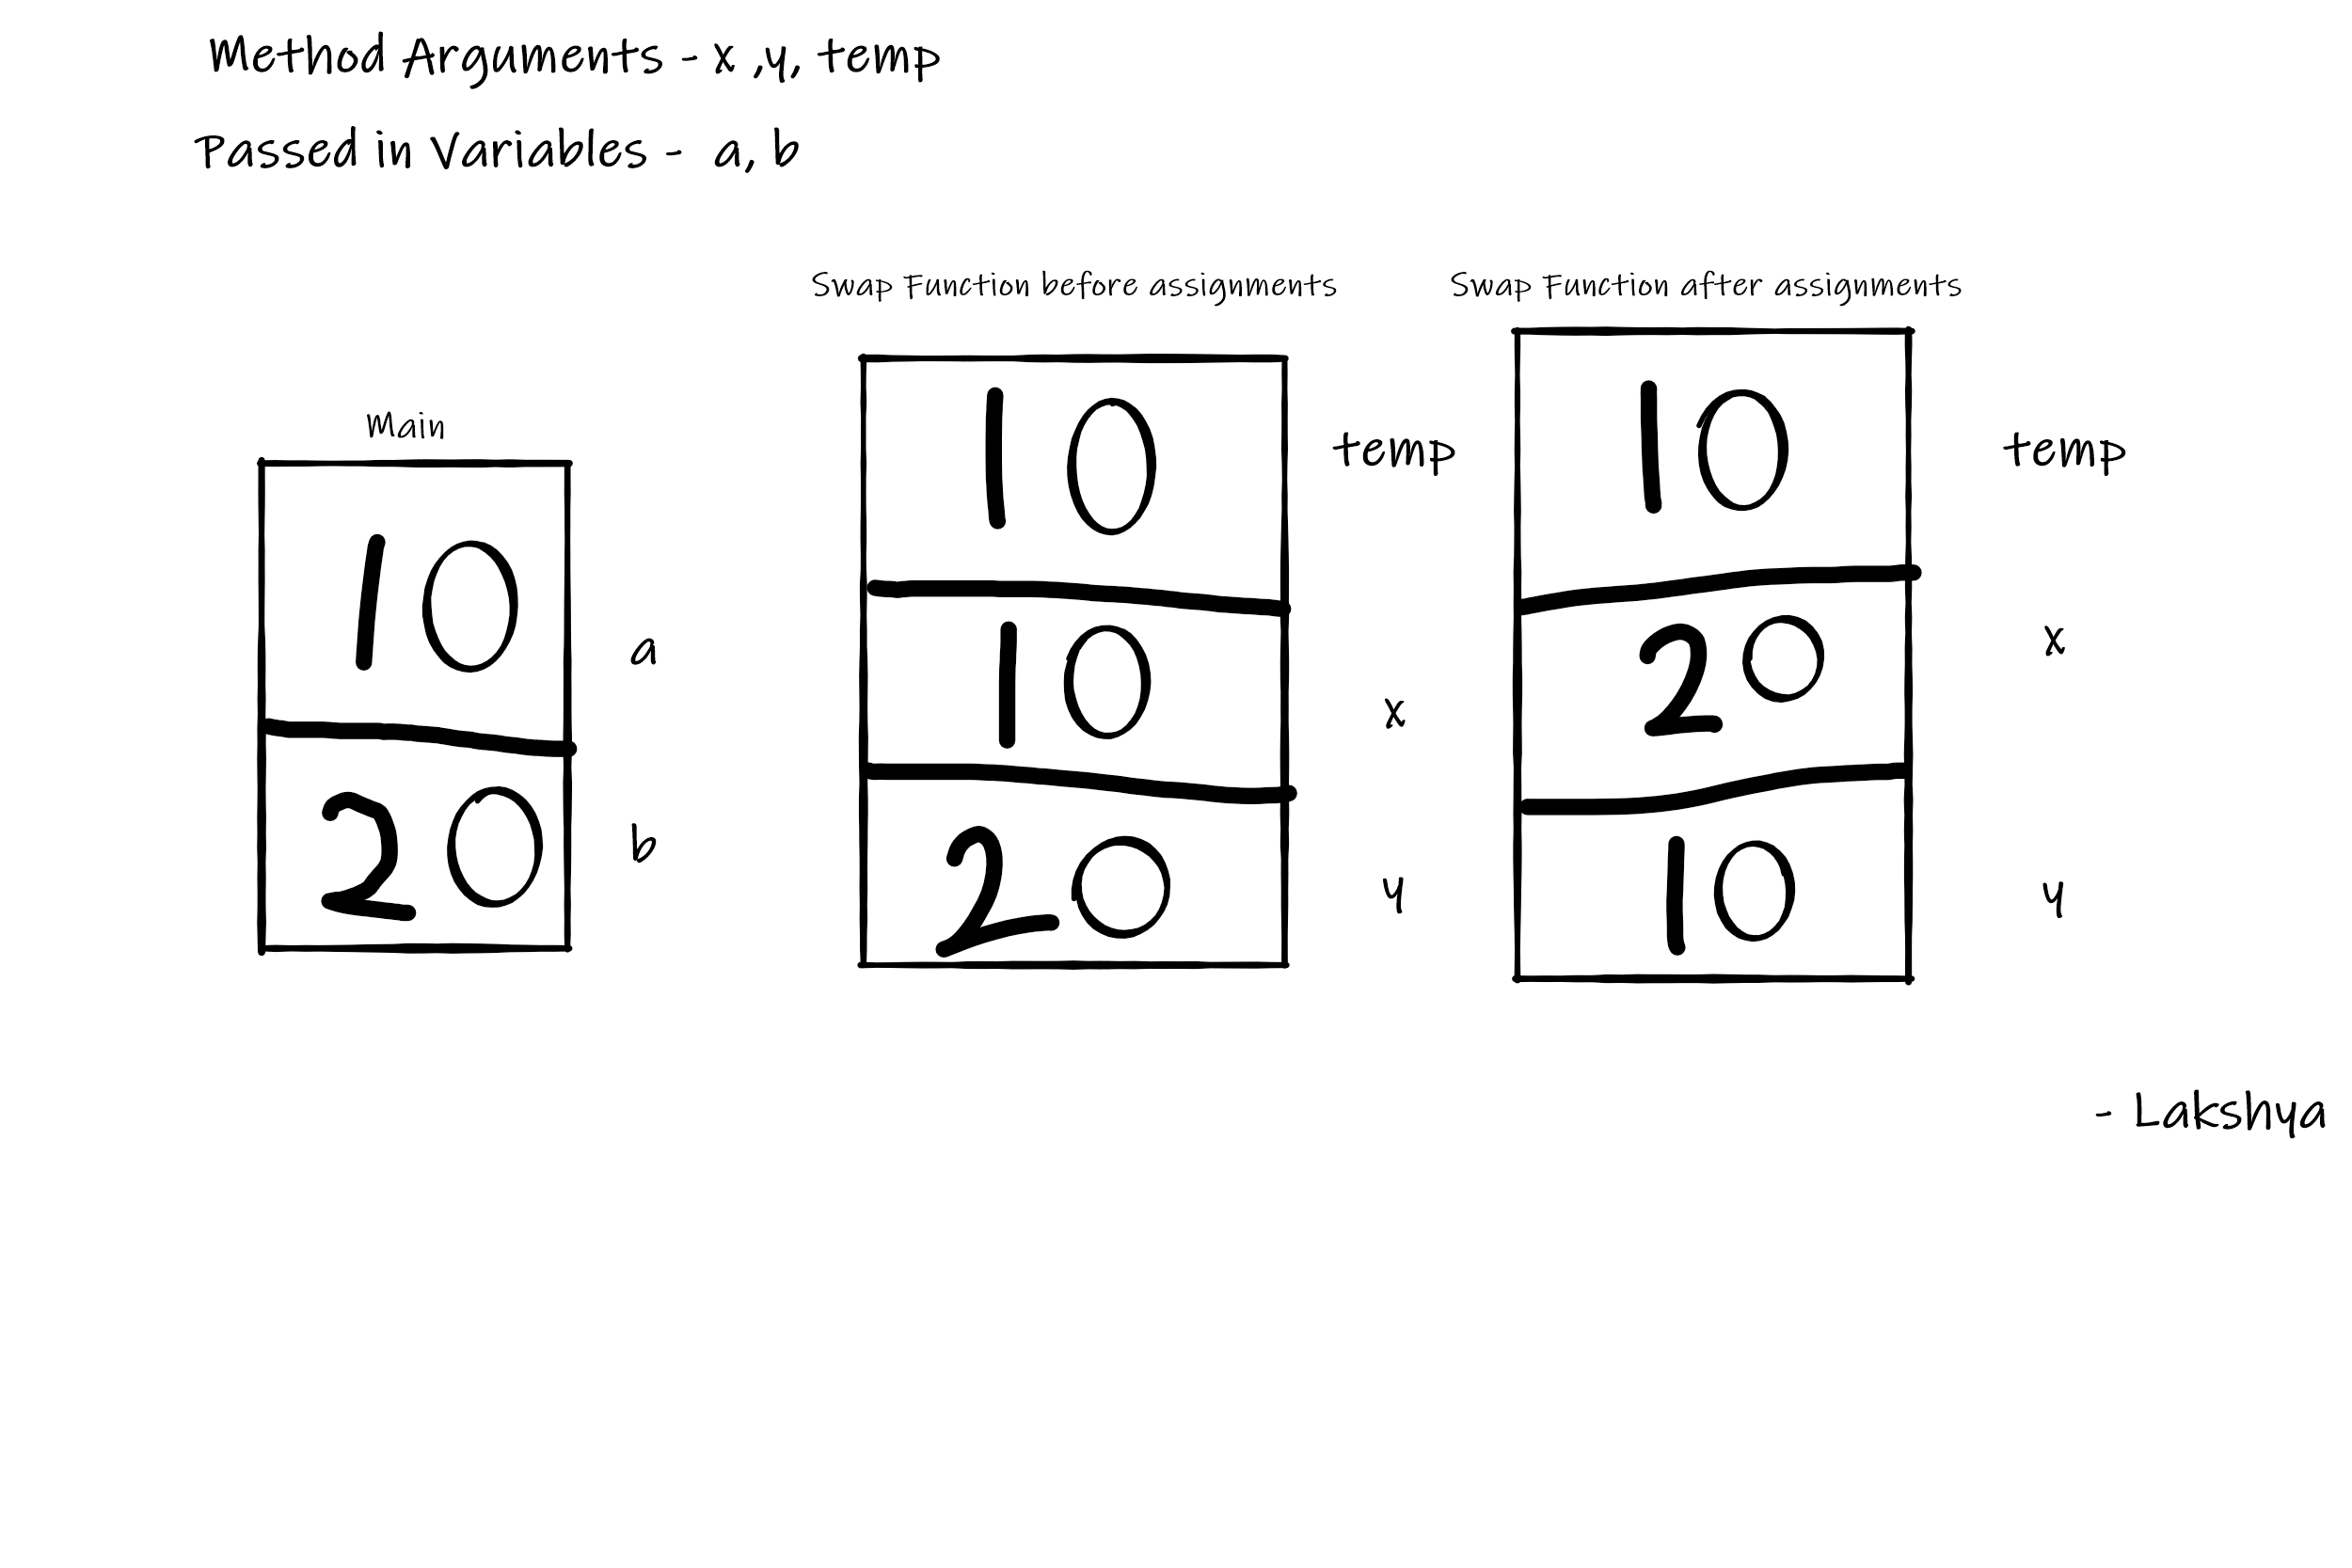 Method Arguments - x ,y, temp
Passed in Variables - a, b
Swap Function before assignments
Swap Function after assignments
Main
10
a
20
b
10
temp
10
x
20
y
10
temp
20
x
10
y
- Lakshya